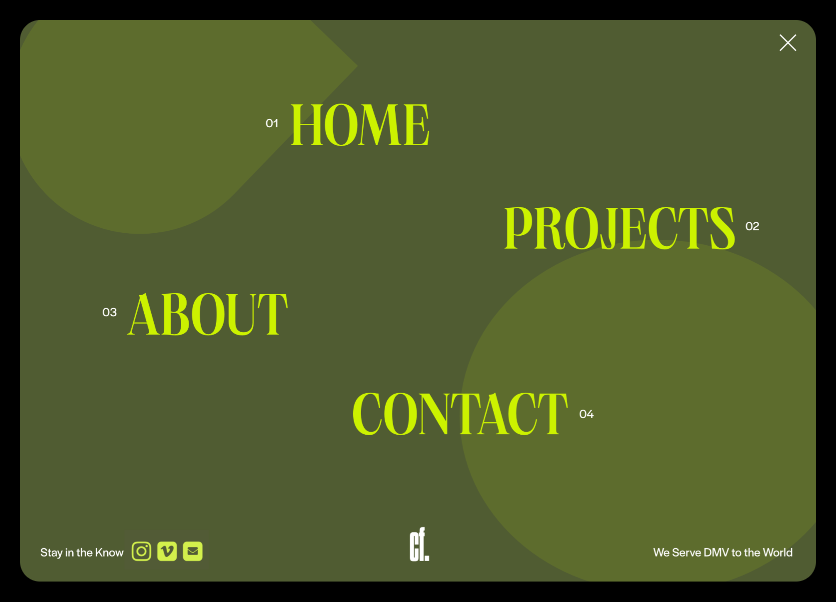 01 HOME
PROJECTS 02
03 ABOUT
CONTACT 04
Stay in the Know
cf.
We Serve DMV to the World